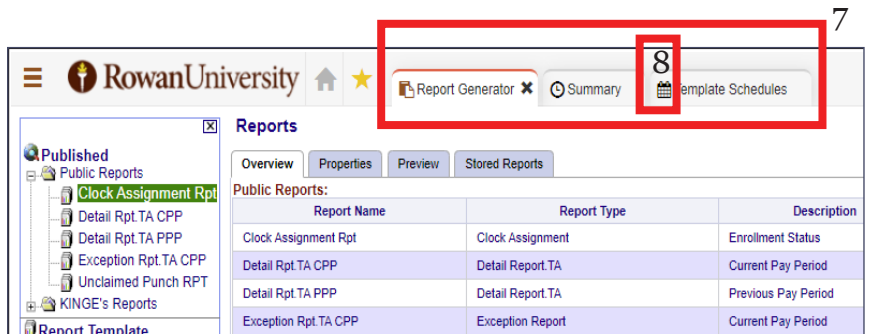 7
8
RowanUniversity
Report Generator
Summary
Template Schedules
Reports
Published
Public Reports
Clock Assignment Rpt
Detail Rpt.TA CPP
Detail Rpt.TA PPP
Exception Rpt.TA CPP
Unclaimed Punch RPT
KINGE's Reports
Report Template
Overview Properties Preview Stored Reports
Public Reports:
Report Name Report Type Description
Clock Assignment Rpt Clock Assignment Enrollment Status
Detail Rpt.TA CPP Detail Report.TA Current Pay Period
Detail Rpt.TA PPP Detail Report.TA Previous Pay Period
Exception Rpt.TA CPP Exception Report Current Pay Period